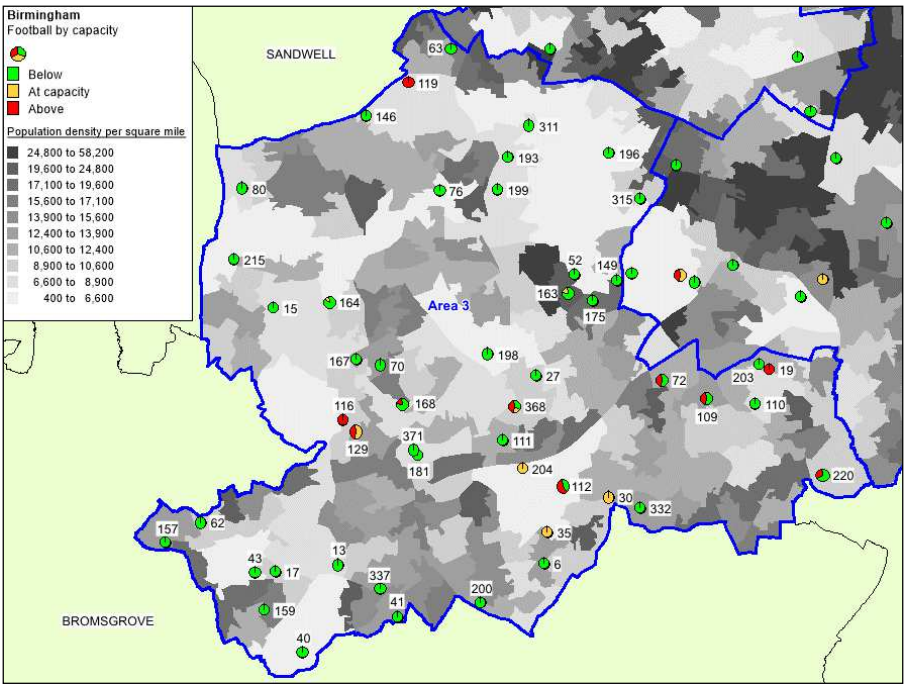 Birmingham
Football by capacity
Below
At capacity
Above
Population density per square mile
24,800 to 58,200
19,600 to 24,800
17,100 to 19,600
15,600 to 17,100
13,900 to 15,600
12,400 to 13,900
10,600 to 12,400
8,900 to 10,600
6,600 to 8,900
400 to 6,600
SANDWELL
63
119
146
311
193
196
80
76
199
315
215
52
149
163
175
164
15
Area 3
198
167
70
27
72
203
19
168
368
109
110
116
129
371
111
181
204
220
112
30
332
62
157
35
43
17
13
6
337
159
41
200
BROMSGROVE
40